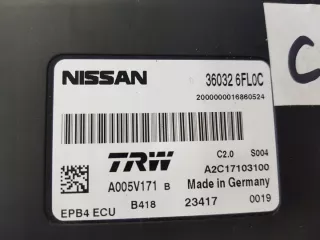 NISSAN 36032 6FL0C
2000000016860524
C
TRW C2.0 S004
A2C17103100
A005V171 B Made in Germany
EPB4 ECU B418 23417 0019